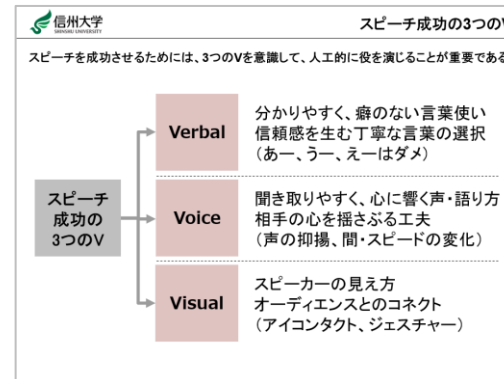 信州大学
SHINSHU UNIVERSITY
スピーチ成功の3つのV
スピーチを成功させるためには、3つのVを意識して、人工的に役を演じることが重要である
スピーチ
成功の
3つのV
Verbal
分かりやすく、癖のない言葉使い
信頼感を生む丁寧な言葉の選択
(あー、うー、えーはダメ)
Voice
聞き取りやすく、心に響く声・語り方
相手の心を揺さぶる工夫
(声の抑揚、間・スピードの変化)
Visual
スピーカーの見え方
オーディエンスとのコネクト
(アイコンタクト、ジェスチャー)